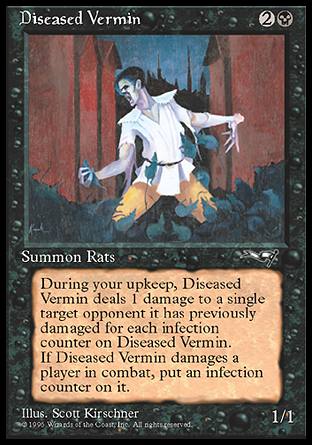 Diseased Vermin 2
Summon Rats
During your upkeep, Diseased
Vermin deals 1 damage to a single
target opponent it has previously
damaged for each infection
counter on Diseased Vermin.
If Diseased Vermin damages a
player in combat, put an infection
counter on it.
Illus. Scott Kirschner
© 1996 Wizards of the Coast, Inc. All rights reserved.
1/1